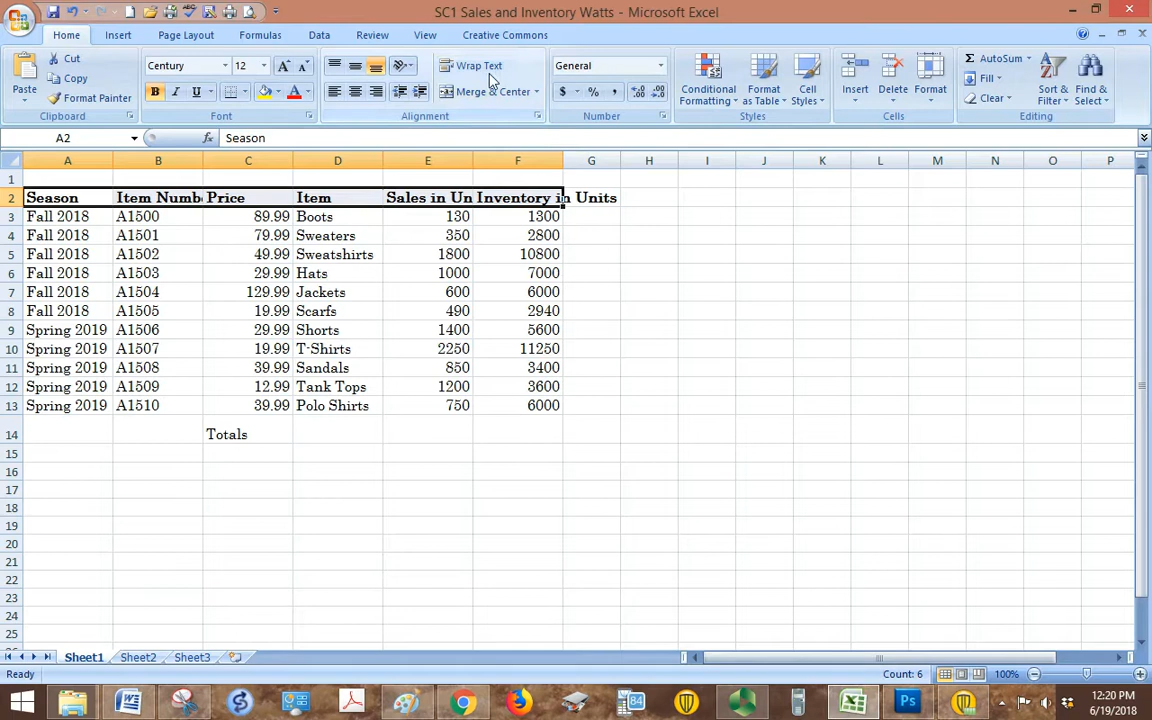 SC1 Sales and Inventory Watts - Microsoft Excel
Home Insert Page Layout Formulas Data Review View Creative Commons
Cut
Copy
Format Painter
Paste
Clipboard
Century 12
B I U
Font
Wrap Text
Merge & Center
Alignment
General
$ % ,
Number
Conditional Formatting
Format as Table
Cell Styles
Styles
Insert Delete Format
Cells
AutoSum
Fill
Clear
Sort & Filter
Find & Select
Editing
A2 fx Season
A B C D E F G H I J K L M N O P
1
2 Season Item Numb Price Item Sales in Un Inventory in Units
3 Fall 2018 A1500 89.99 Boots 130 1300
4 Fall 2018 A1501 79.99 Sweaters 350 2800
5 Fall 2018 A1502 49.99 Sweatshirts 1800 10800
6 Fall 2018 A1503 29.99 Hats 1000 7000
7 Fall 2018 A1504 129.99 Jackets 600 6000
8 Fall 2018 A1505 19.99 Scarfs 490 2940
9 Spring 2019 A1506 29.99 Shorts 1400 5600
10 Spring 2019 A1507 19.99 T-Shirts 2250 11250
11 Spring 2019 A1508 39.99 Sandals 850 3400
12 Spring 2019 A1509 12.99 Tank Tops 1200 3600
13 Spring 2019 A1510 39.99 Polo Shirts 750 6000
14 Totals
15
16
17
18
19
20
21
22
23
24
25
Sheet1 Sheet2 Sheet3
Ready Count: 6 100%
84
Ps
12:20 PM
6/19/2018